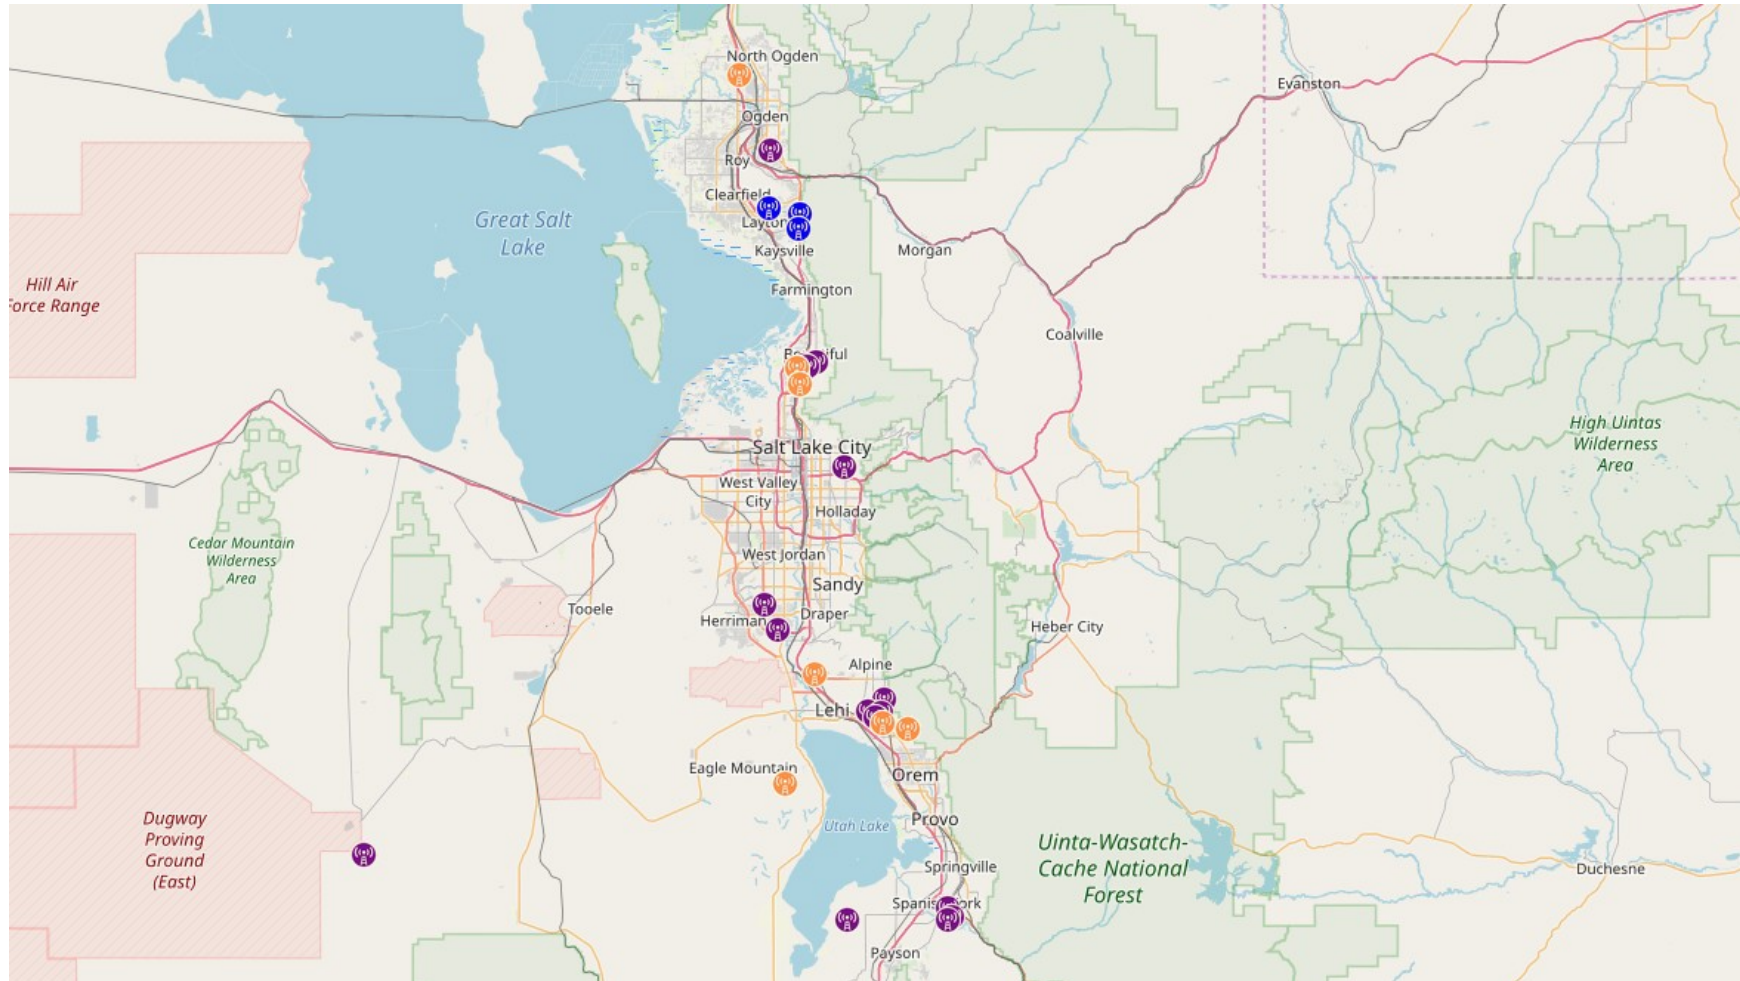 North Ogden
Ogden
Evanston
Roy
Clearfield
Layton
Kaysville
Great Salt
Lake
Morgan
Hill Air
Force Range
Farmington
Coalville
Salt Lake City
High Uintas
Wilderness
Area
West Valley
City
Holladay
Cedar Mountain
Wilderness
Area
West Jordan
Sandy
Tooele
Herriman
Draper
Heber City
Alpine
Lehi
Eagle Mountain
Orem
Dugway
Proving
Ground
(East)
Utah Lake
Provo
Uinta-Wasatch-
Cache National
Forest
Springville
Duchesne
Payson